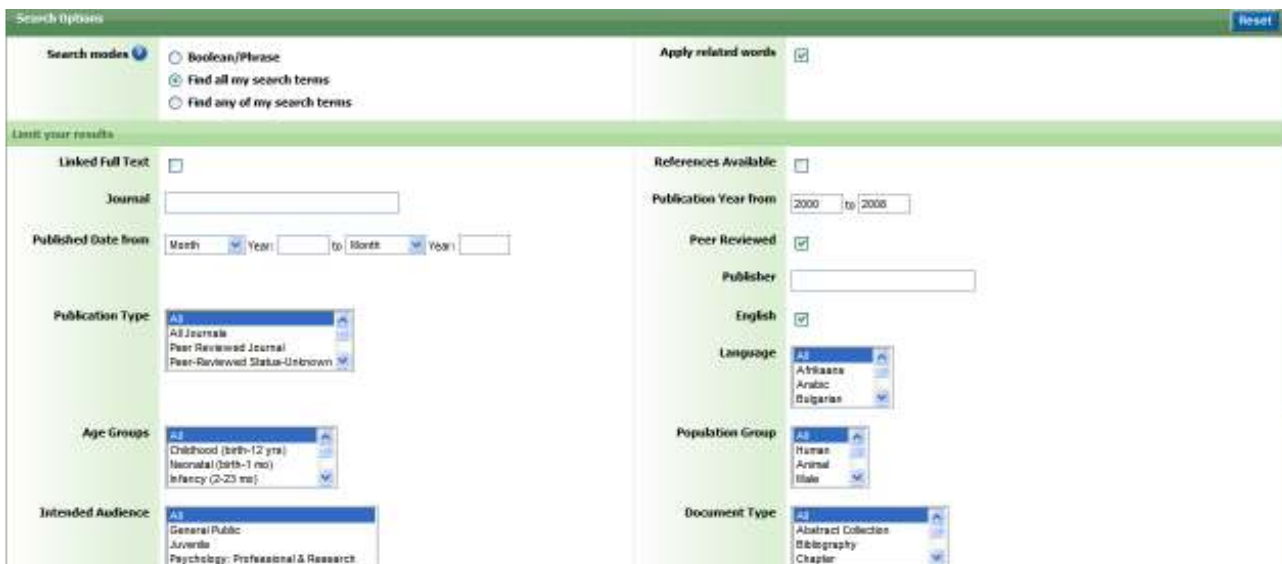 Search Options
Reset
Search modes
Boolean/Phrase
Find all my search terms
Find any of my search terms
Apply related words
Limit your results
Linked Full Text
References Available
Journal
Publication Year from 2000 to 2008
Published Date from Month Year: to Month Year:
Peer Reviewed
Publisher
Publication Type
All
All Journals
Peer Reviewed Journal
Peer-Reviewed Status-Unknown
English
Language
All
Afrikaans
Arabic
Bulgarian
Age Groups
All
Childhood (birth-12 yrs)
Neonatal (birth-1 mo)
Infancy (2-23 mo)
Population Group
All
Human
Animal
Male
Intended Audience
All
General Public
Juvenile
Psychology: Professional & Research
Document Type
All
Abstract Collection
Bibliography
Chapter